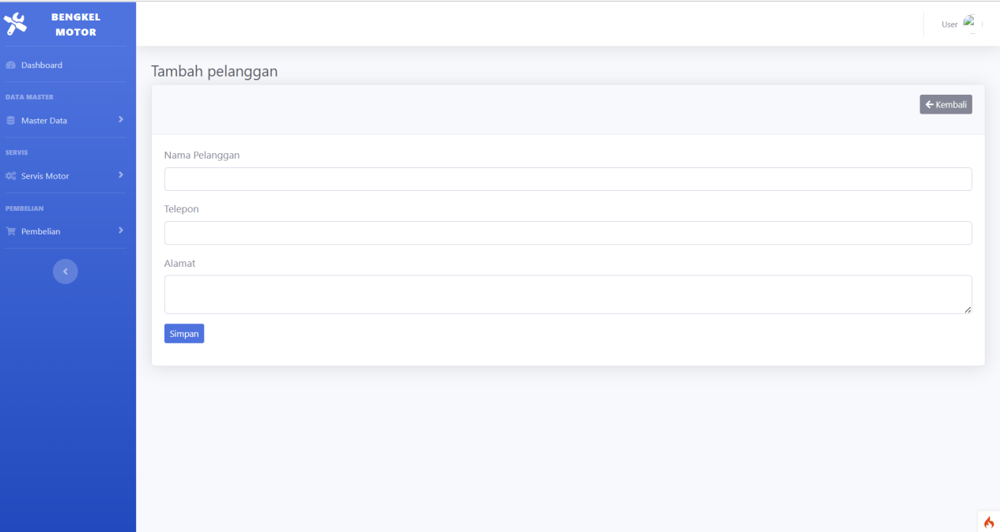 BENGKEL
MOTOR
User
Dashboard
DATA MASTER
Master Data
SERVIS
Servis Motor
PEMBELIAN
Pembelian
Tambah pelanggan
Kembali
Nama Pelanggan
Telepon
Alamat
Simpan